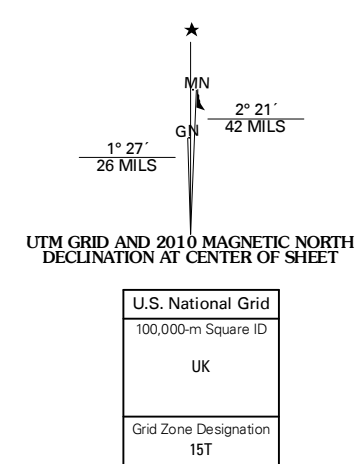 ★
MN
GN
2° 21´
42 MILS
1° 27´
26 MILS
UTM GRID AND 2010 MAGNETIC NORTH
DECLINATION AT CENTER OF SHEET
U.S. National Grid
100,000-m Square ID
UK
Grid Zone Designation
15T